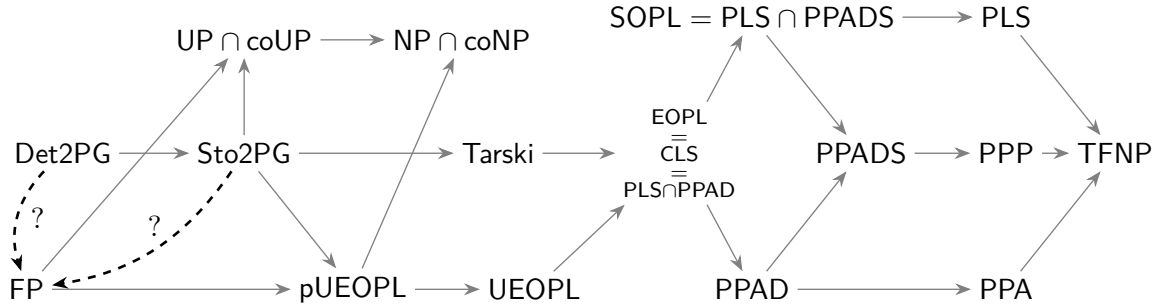 SOPL = PLS ∩ PPADS PLS
UP ∩ coUP NP ∩ coNP
EOPL
=
Det2PG Sto2PG Tarski CLS PPADS PPP TFNP
=
PLS∩PPAD
? ?
FP pUEOPL UEOPL PPAD PPA